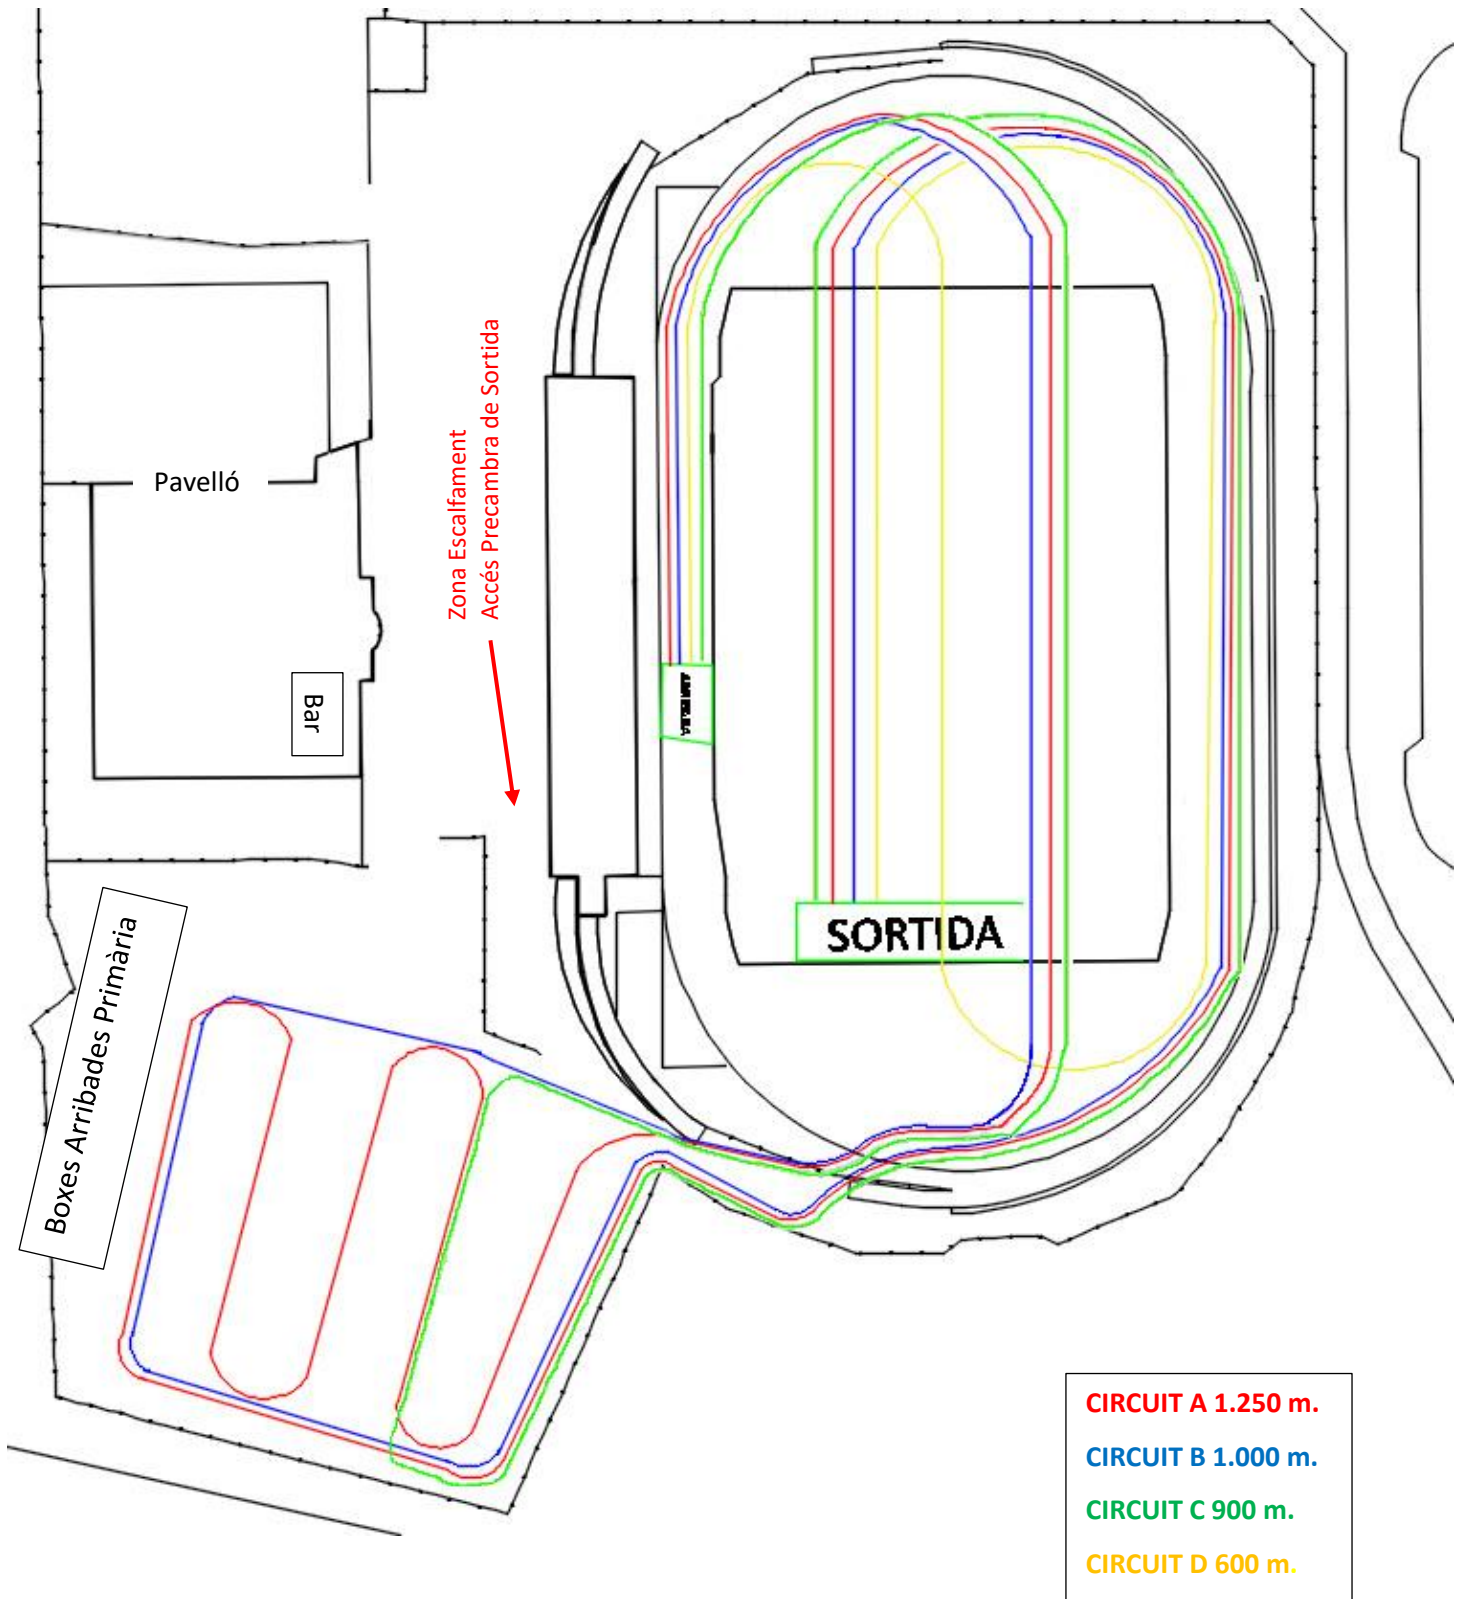 Zona Escalfament
Accés Precambra de Sortida
Pavelló
Bar
SORTIDA
Boxes Arribades Primària
CIRCUIT A 1.250 m.
CIRCUIT B 1.000 m.
CIRCUIT C 900 m.
CIRCUIT D 600 m.